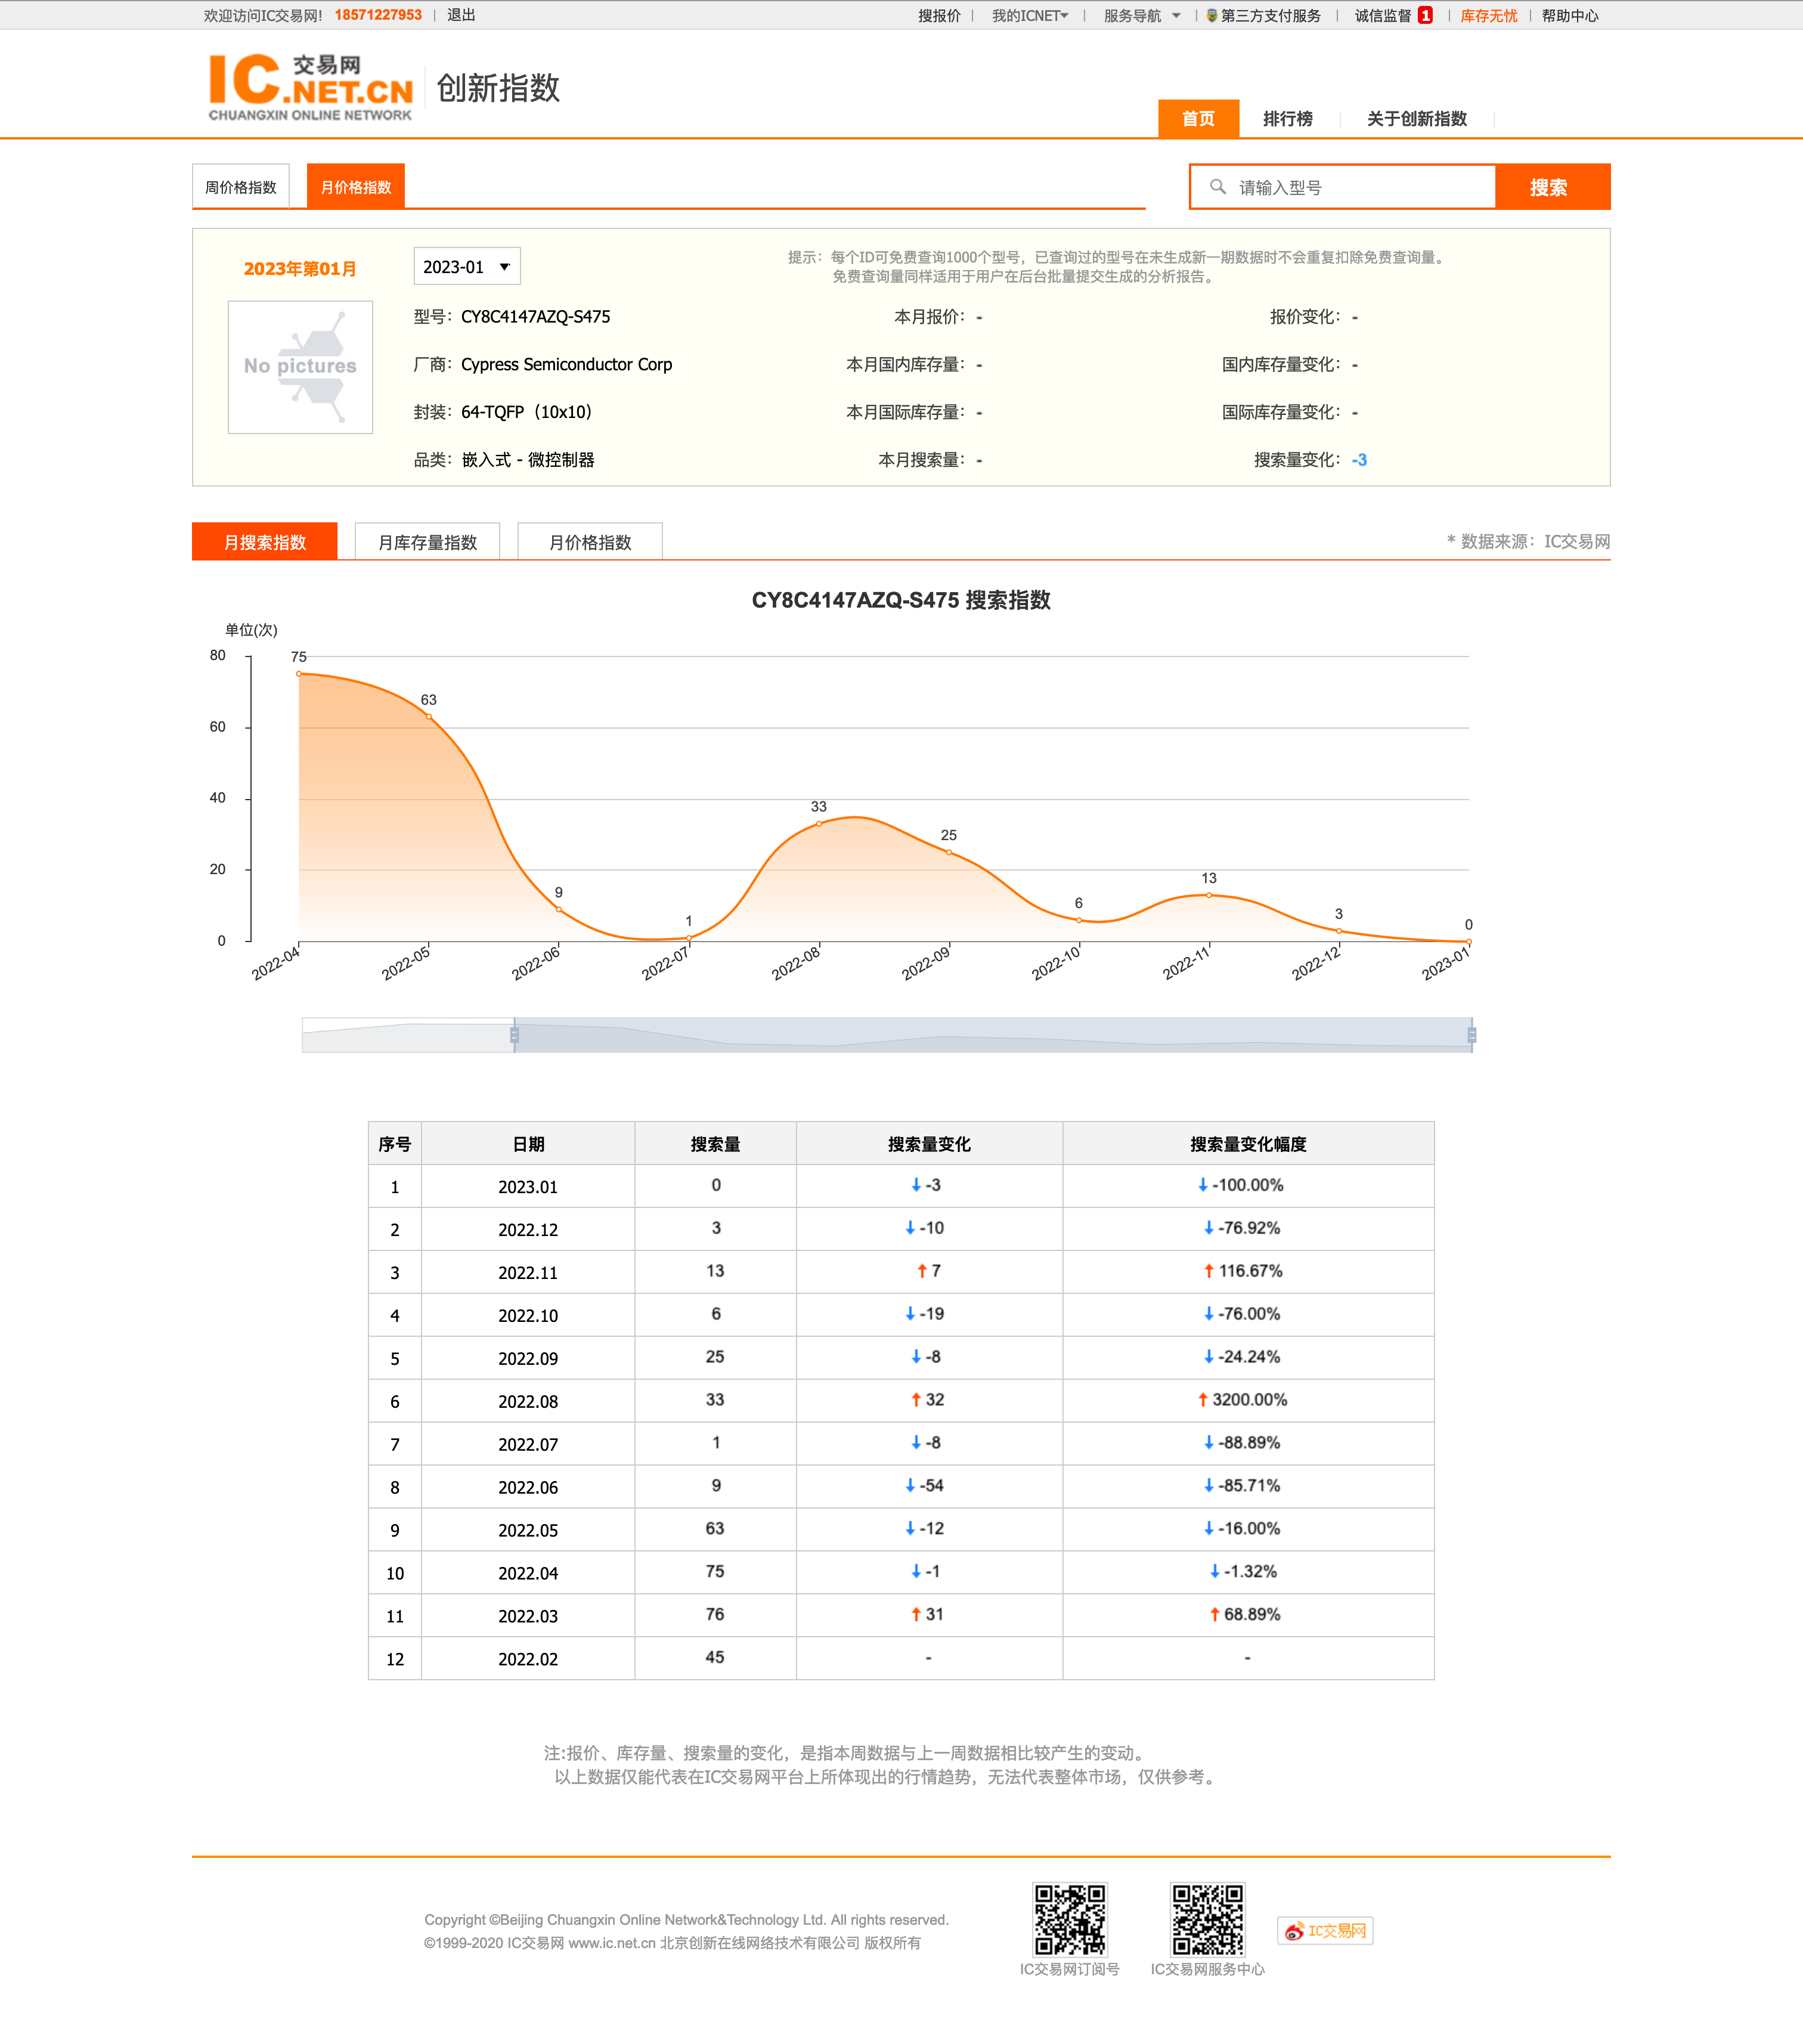 欢迎访问IC交易网! 18571227953 | 退出 搜报价 | 我的ICNET | 服务导航 | 第三方支付服务 | 诚信监督 1 | 库存无忧 | 帮助中心
IC 交易网 .NET.CN
CHUANGXIN ONLINE NETWORK
创新指数
首页 排行榜 关于创新指数
周价格指数 月价格指数 请输入型号 搜索
2023年第01月 2023-01
提示：每个ID可免费查询1000个型号，已查询过的型号在未生成新一期数据时不会重复扣除免费查询量。
免费查询量同样适用于用户在后台批量提交生成的分析报告。
No pictures
型号：CY8C4147AZQ-S475 本月报价：- 报价变化：-
厂商：Cypress Semiconductor Corp 本月国内库存量：- 国内库存量变化：-
封装：64-TQFP（10x10） 本月国际库存量：- 国际库存量变化：-
品类：嵌入式 - 微控制器 本月搜索量：- 搜索量变化：-3
月搜索指数 月库存量指数 月价格指数 * 数据来源：IC交易网
CY8C4147AZQ-S475 搜索指数
单位(次)
80
60
40
20
0
75 63 9 1 33 25 6 13 3 0
2022-04 2022-05 2022-06 2022-07 2022-08 2022-09 2022-10 2022-11 2022-12 2023-01
序号 日期 搜索量 搜索量变化 搜索量变化幅度
1 2023.01 0 ↓ -3 ↓ -100.00%
2 2022.12 3 ↓ -10 ↓ -76.92%
3 2022.11 13 ↑ 7 ↑ 116.67%
4 2022.10 6 ↓ -19 ↓ -76.00%
5 2022.09 25 ↓ -8 ↓ -24.24%
6 2022.08 33 ↑ 32 ↑ 3200.00%
7 2022.07 1 ↓ -8 ↓ -88.89%
8 2022.06 9 ↓ -54 ↓ -85.71%
9 2022.05 63 ↓ -12 ↓ -16.00%
10 2022.04 75 ↓ -1 ↓ -1.32%
11 2022.03 76 ↑ 31 ↑ 68.89%
12 2022.02 45 - -
注:报价、库存量、搜索量的变化，是指本周数据与上一周数据相比较产生的变动。
以上数据仅能代表在IC交易网平台上所体现出的行情趋势，无法代表整体市场，仅供参考。
Copyright ©Beijing Chuangxin Online Network&Technology Ltd. All rights reserved.
©1999-2020 IC交易网 www.ic.net.cn 北京创新在线网络技术有限公司 版权所有
IC交易网订阅号 IC交易网服务中心 IC交易网